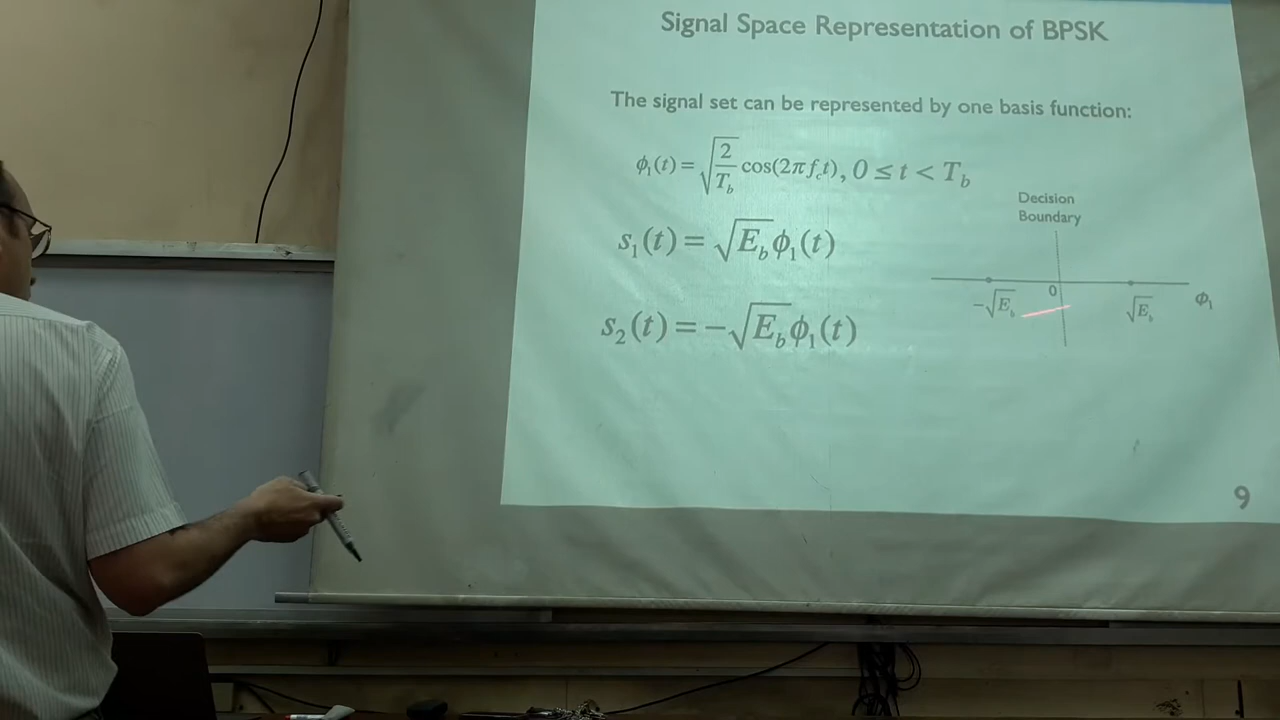 Signal Space Representation of BPSK
The signal set can be represented by one basis function:
ϕ₁(t) = √(2/T_b) cos(2πf_ct), 0 ≤ t < T_b
Decision
Boundary
s₁(t) = √E_b ϕ₁(t)
−√E_b 0 √E_b ϕ₁
s₂(t) = −√E_b ϕ₁(t)
9